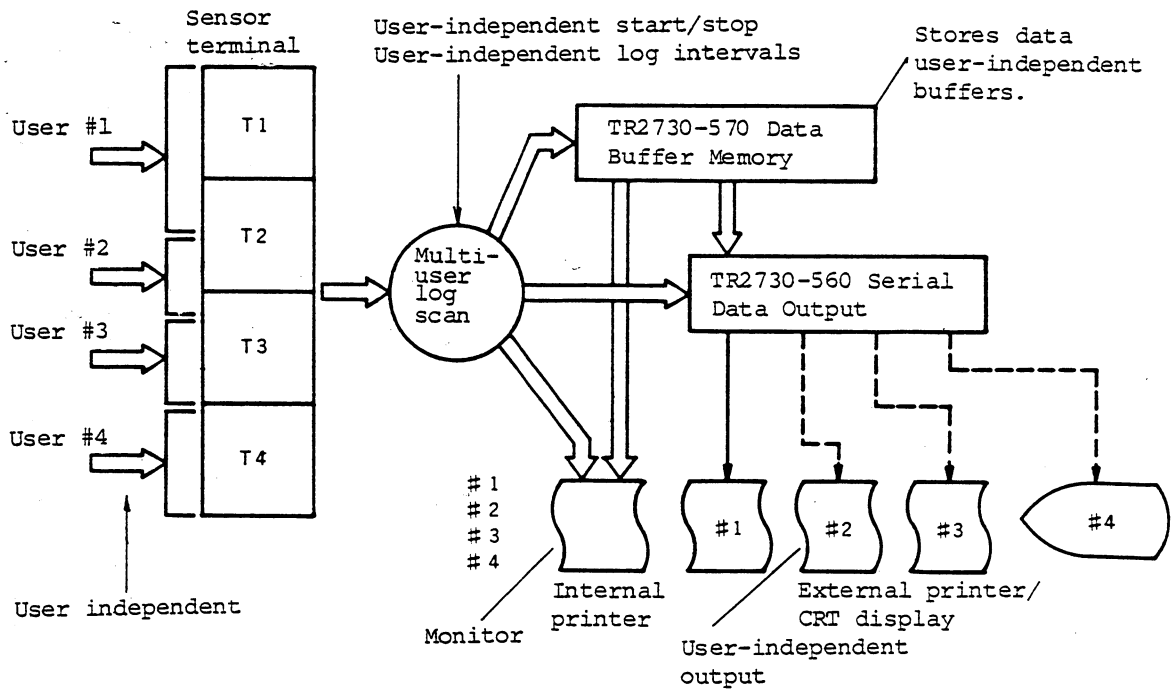 Sensor
terminal
User-independent start/stop
User-independent log intervals
Stores data
user-independent
buffers.
User #1
User #2
User #3
User #4
T1
T2
T3
T4
Multi-
user
log
scan
TR2730-570 Data
Buffer Memory
TR2730-560 Serial
Data Output
#1
#2
#3
#4
#1
#2
#3
#4
Internal
printer
External printer/
CRT display
User independent
Monitor
User-independent
output